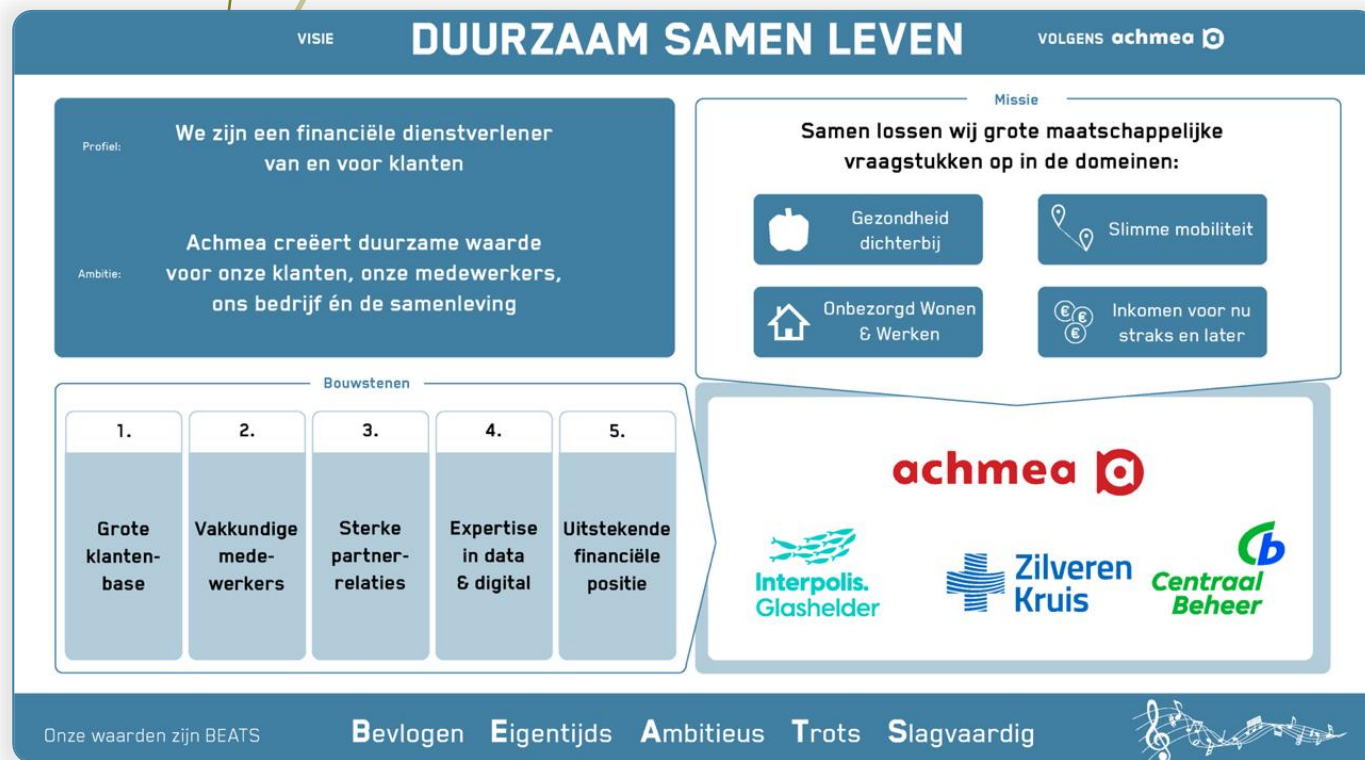 VISIE
DUURZAAM SAMEN LEVEN
VOLGENS achmea
Profiel:
We zijn een financiële dienstverlener
van en voor klanten
Ambitie:
Achmea creëert duurzame waarde
voor onze klanten, onze medewerkers,
ons bedrijf én de samenleving
Missie
Samen lossen wij grote maatschappelijke
vraagstukken op in de domeinen:
Gezondheid
dichterbij
Slimme mobiliteit
Onbezorgd Wonen
& Werken
Inkomen voor nu
straks en later
Bouwstenen
1.
Grote
klanten-
base
2.
Vakkundige
mede-
werkers
3.
Sterke
partner-
relaties
4.
Expertise
in data
& digital
5.
Uitstekende
financiële
positie
achmea
Interpolis.
Glashelder
Zilveren
Kruis
Cb
Centraal
Beheer
Onze waarden zijn BEATS
Bevlogen Eigentijds Ambitieus Trots Slagvaardig